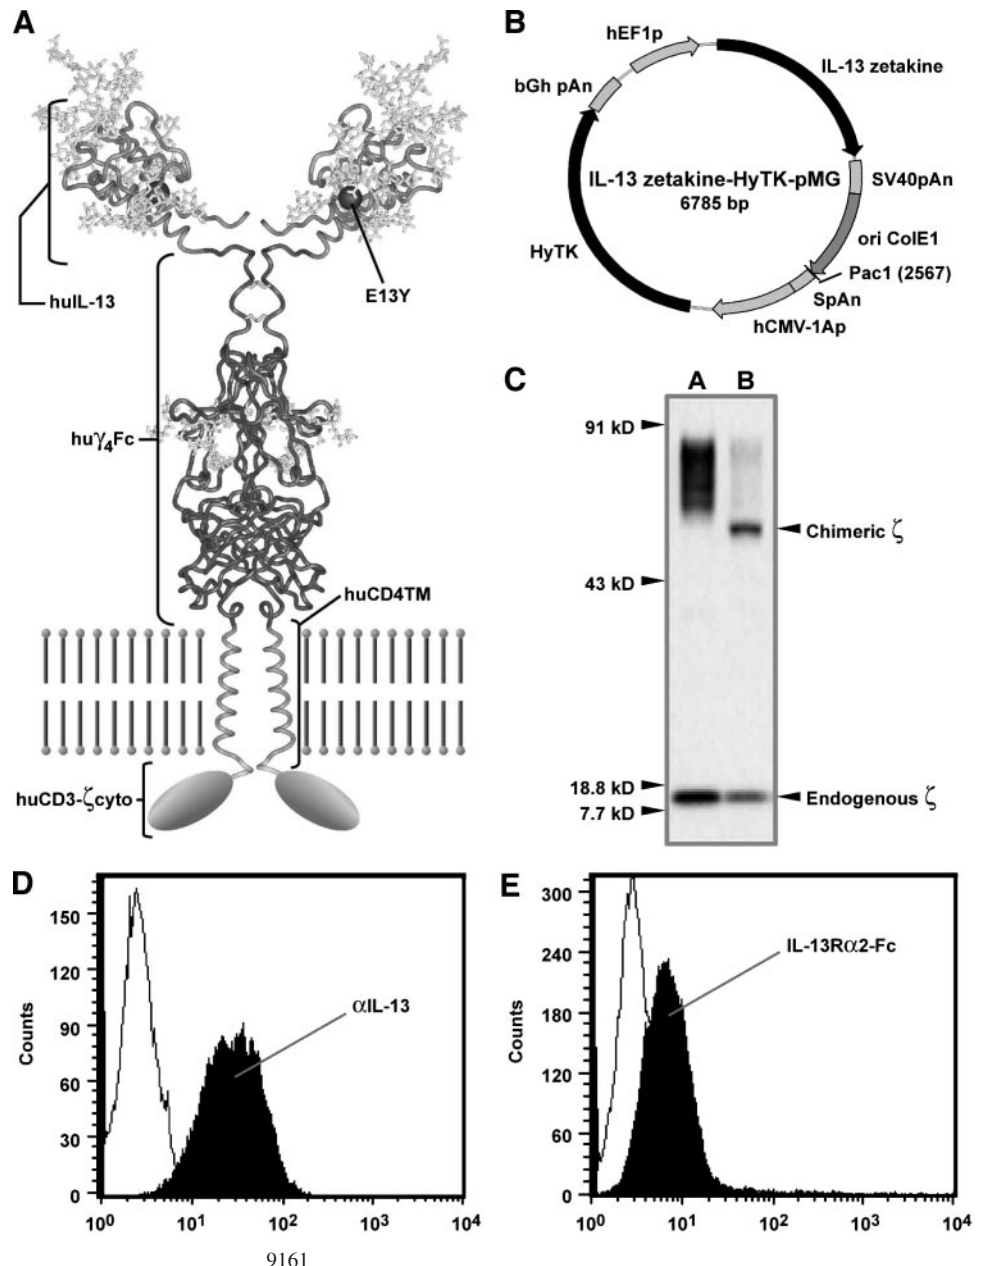 A
huIL-13
E13Y
huγ4Fc
huCD4TM
huCD3-ζcyto
B
hEF1p
IL-13 zetakine
bGh pAn
IL-13 zetakine-HyTK-pMG
6785 bp
SV40pAn
HyTK
ori ColE1
Pac1 (2567)
SpAn
hCMV-1Ap
C
A B
91 kD
Chimeric ζ
43 kD
18.8 kD
Endogenous ζ
7.7 kD
D
150
120
90
60
30
0
Counts
αIL-13
10⁰ 10¹ 10² 10³ 10⁴
E
300
240
180
120
60
0
Counts
IL-13Rα2-Fc
10⁰ 10¹ 10² 10³ 10⁴
9161